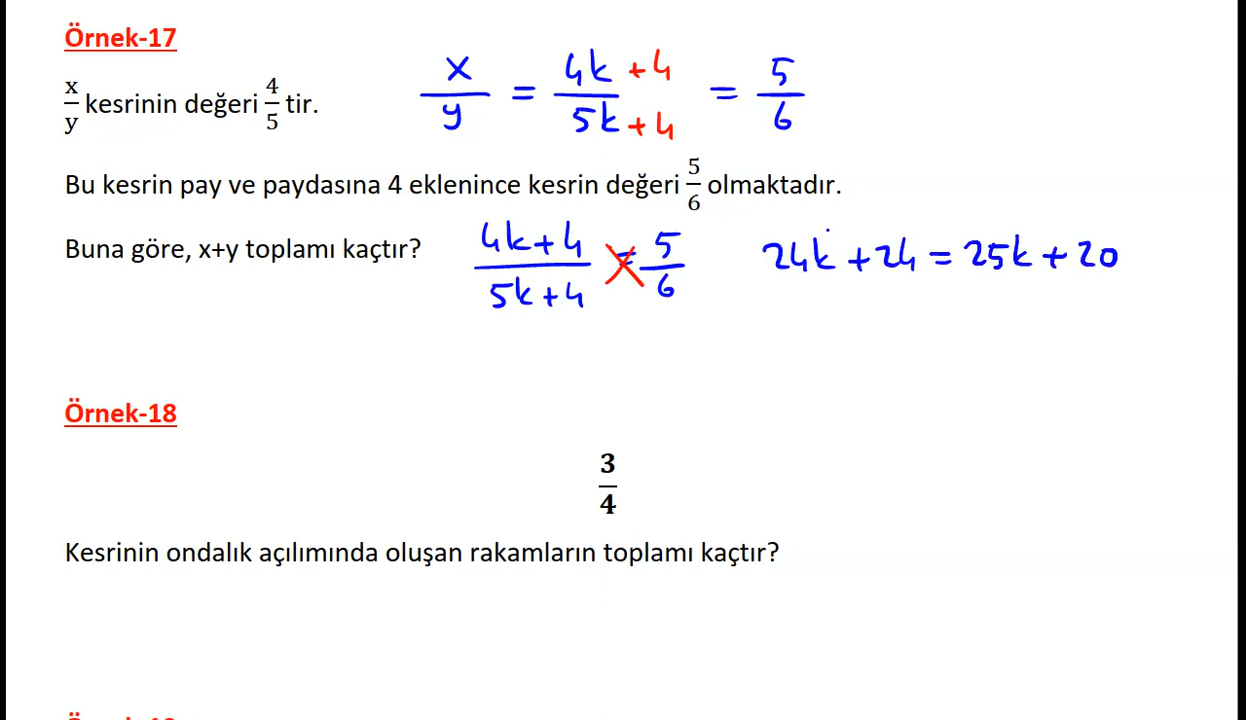 Örnek-17
x/y kesrinin değeri 4/5 tir.
x/y = 4k+4/5k+4 = 5/6
Bu kesrin pay ve paydasına 4 eklenince kesrin değeri 5/6 olmaktadır.
Buna göre, x+y toplamı kaçtır?
4k+4/5k+4 = 5/6
24k+24=25k+20
Örnek-18
3/4
Kesrinin ondalık açılımında oluşan rakamların toplamı kaçtır?